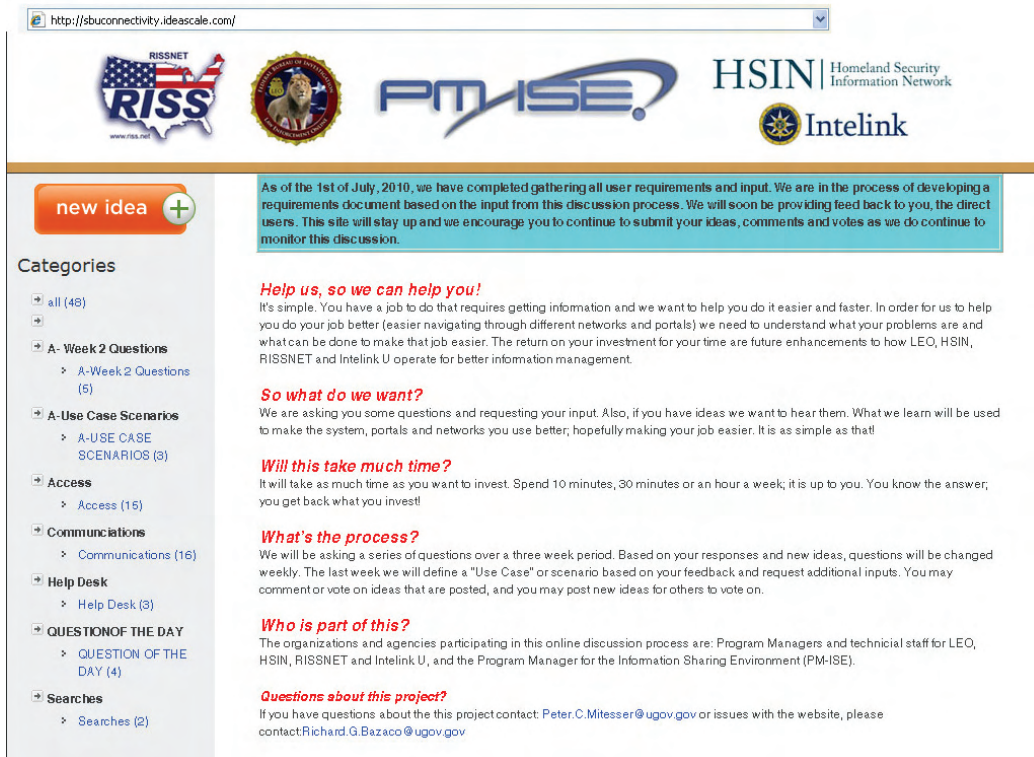 http://sbuconnectivity.ideascale.com/
RISSNET
RISS
www.riss.net
FEDERAL BUREAU OF INVESTIGATION
LEO
LAW ENFORCEMENT ONLINE
PM-ISE
HSIN
Homeland Security
Information Network
Intelink
new idea
Categories
all (48)
A- Week 2 Questions
A-Week 2 Questions
(5)
A-Use Case Scenarios
A-USE CASE
SCENARIOS (3)
Access
Access (15)
Communciations
Communications (16)
Help Desk
Help Desk (3)
QUESTIONOF THE DAY
QUESTION OF THE
DAY (4)
Searches
Searches (2)
As of the 1st of July, 2010, we have completed gathering all user requirements and input. We are in the process of developing a
requirements document based on the input from this discussion process. We will soon be providing feed back to you, the direct
users. This site will stay up and we encourage you to continue to submit your ideas, comments and votes as we do continue to
monitor this discussion.
Help us, so we can help you!
It's simple. You have a job to do that requires getting information and we want to help you do it easier and faster. In order for us to help
you do your job better (easier navigating through different networks and portals) we need to understand what your problems are and
what can be done to make that job easier. The return on your investment for your time are future enhancements to how LEO, HSIN,
RISSNET and Intelink U operate for better information management.
So what do we want?
We are asking you some questions and requesting your input. Also, if you have ideas we want to hear them. What we learn will be used
to make the system, portals and networks you use better; hopefully making your job easier. It is as simple as that!
Will this take much time?
It will take as much time as you want to invest. Spend 10 minutes, 30 minutes or an hour a week; it is up to you. You know the answer;
you get back what you invest!
What's the process?
We will be asking a series of questions over a three week period. Based on your responses and new ideas, questions will be changed
weekly. The last week we will define a "Use Case" or scenario based on your feedback and request additional inputs. You may
comment or vote on ideas that are posted, and you may post new ideas for others to vote on.
Who is part of this?
The organizations and agencies participating in this online discussion process are: Program Managers and technicial staff for LEO,
HSIN, RISSNET and Intelink U, and the Program Manager for the Information Sharing Environment (PM-ISE).
Questions about this project?
If you have questions about the this project contact: Peter.C.Mitesser@ugov.gov or issues with the website, please
contact:Richard.G.Bazaco@ugov.gov